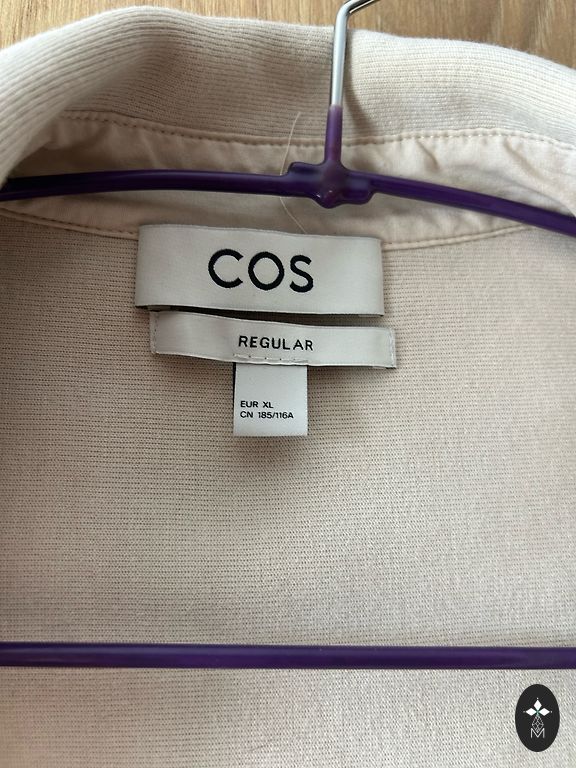 COS
REGULAR
EUR XL
CN 185/116A
M